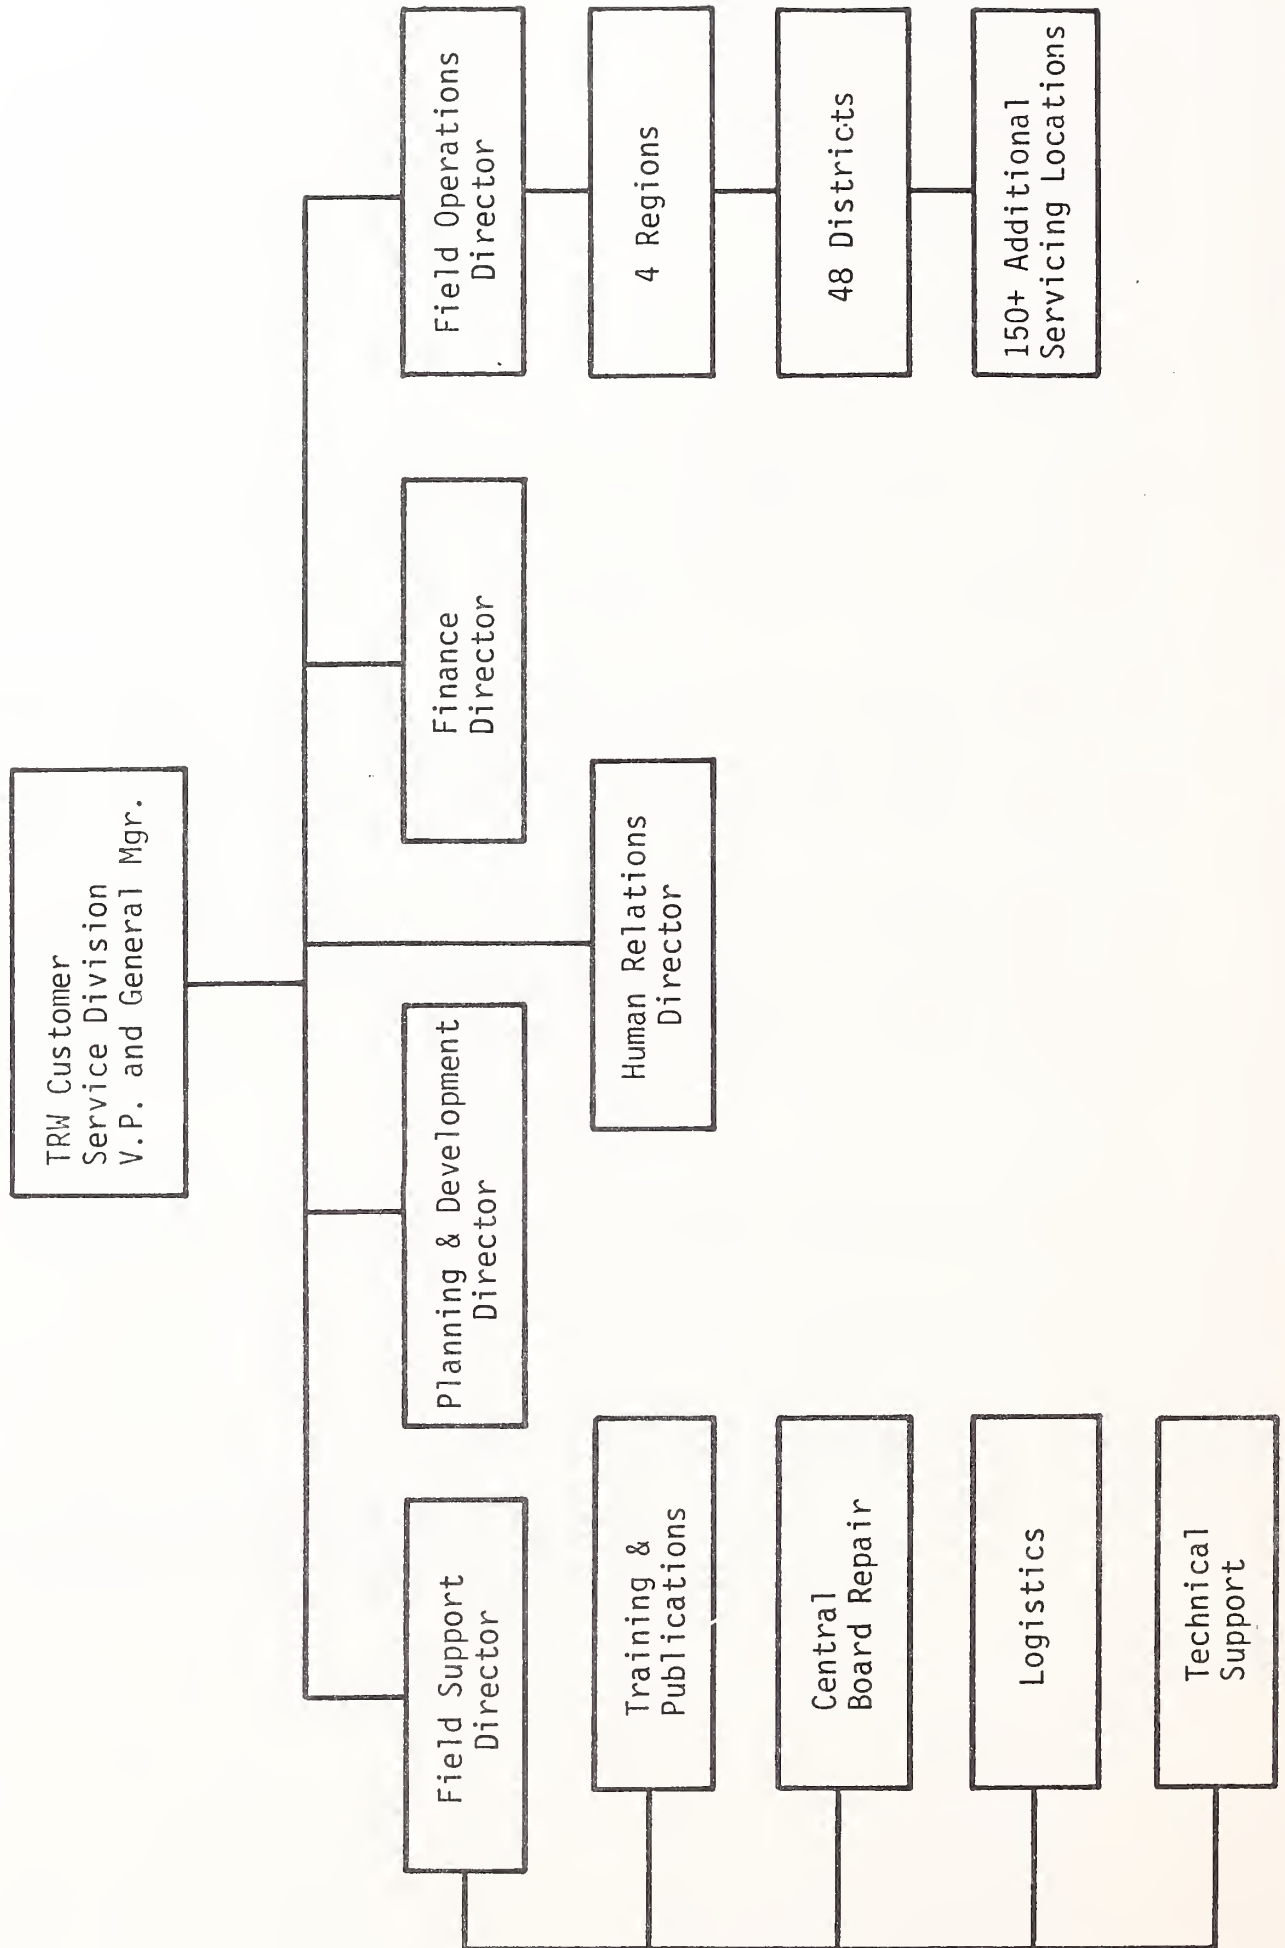 TRW Customer
Service Division
V.P. and General Mgr.
Field Support
Director
Planning & Development
Director
Finance
Director
Field Operations
Director
Training &
Publications
Human Relations
Director
4 Regions
Central
Board Repair
48 Districts
Logistics
150+ Additional
Servicing Locations
Technical
Support